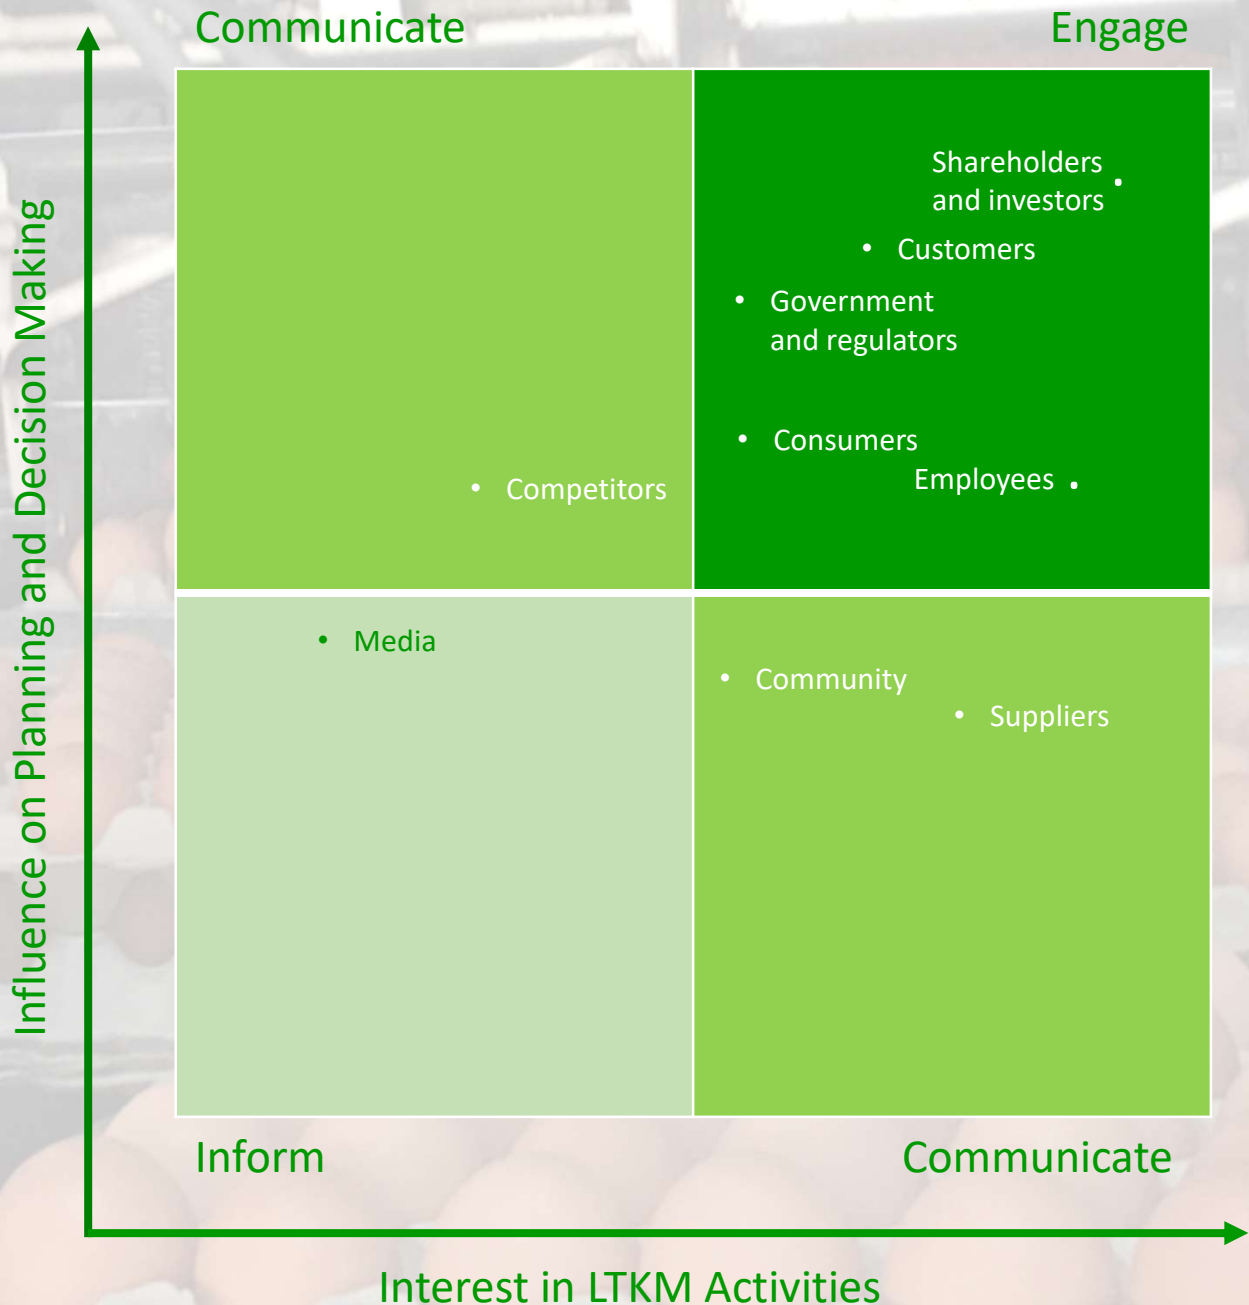 Communicate
Engage
Influence on Planning and Decision Making
Shareholders
and investors .
• Customers
• Government
and regulators
• Consumers
Employees .
• Competitors
• Media
• Community
• Suppliers
Inform
Communicate
Interest in LTKM Activities